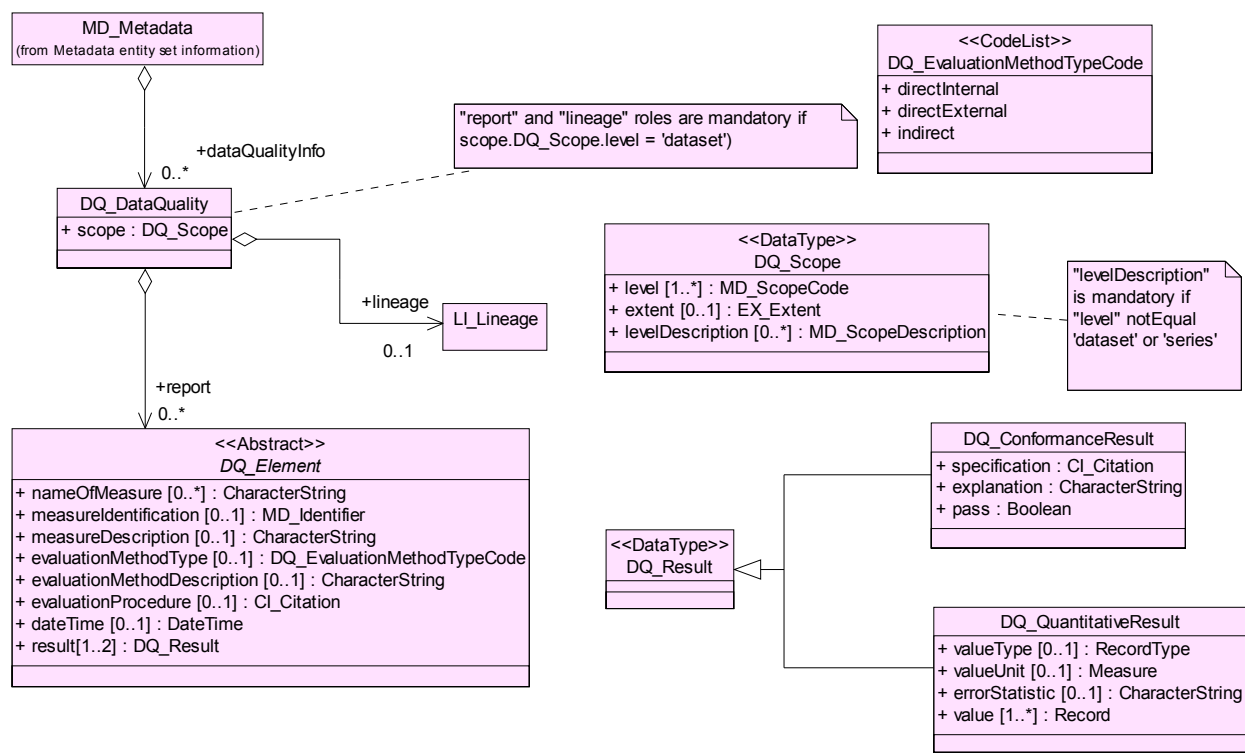 MD_Metadata
(from Metadata entity set information)
<<CodeList>>
DQ_EvaluationMethodTypeCode
+ directInternal
+ directExternal
+ indirect
"report" and "lineage" roles are mandatory if
scope.DQ_Scope.level = 'dataset')
+dataQualityInfo
0..*
DQ_DataQuality
+ scope : DQ_Scope
<<DataType>>
DQ_Scope
+ level [1..*] : MD_ScopeCode
+ extent [0..1] : EX_Extent
+ levelDescription [0..*] : MD_ScopeDescription
"levelDescription"
is mandatory if
"level" notEqual
'dataset' or 'series'
+lineage
0..1
LI_Lineage
+report
0..*
<<Abstract>>
DQ_Element
+ nameOfMeasure [0..*] : CharacterString
+ measureIdentification [0..1] : MD_Identifier
+ measureDescription [0..1] : CharacterString
+ evaluationMethodType [0..1] : DQ_EvaluationMethodTypeCode
+ evaluationMethodDescription [0..1] : CharacterString
+ evaluationProcedure [0..1] : CI_Citation
+ dateTime [0..1] : DateTime
+ result[1..2] : DQ_Result
DQ_ConformanceResult
+ specification : CI_Citation
+ explanation : CharacterString
+ pass : Boolean
<<DataType>>
DQ_Result
DQ_QuantitativeResult
+ valueType [0..1] : RecordType
+ valueUnit [0..1] : Measure
+ errorStatistic [0..1] : CharacterString
+ value [1..*] : Record